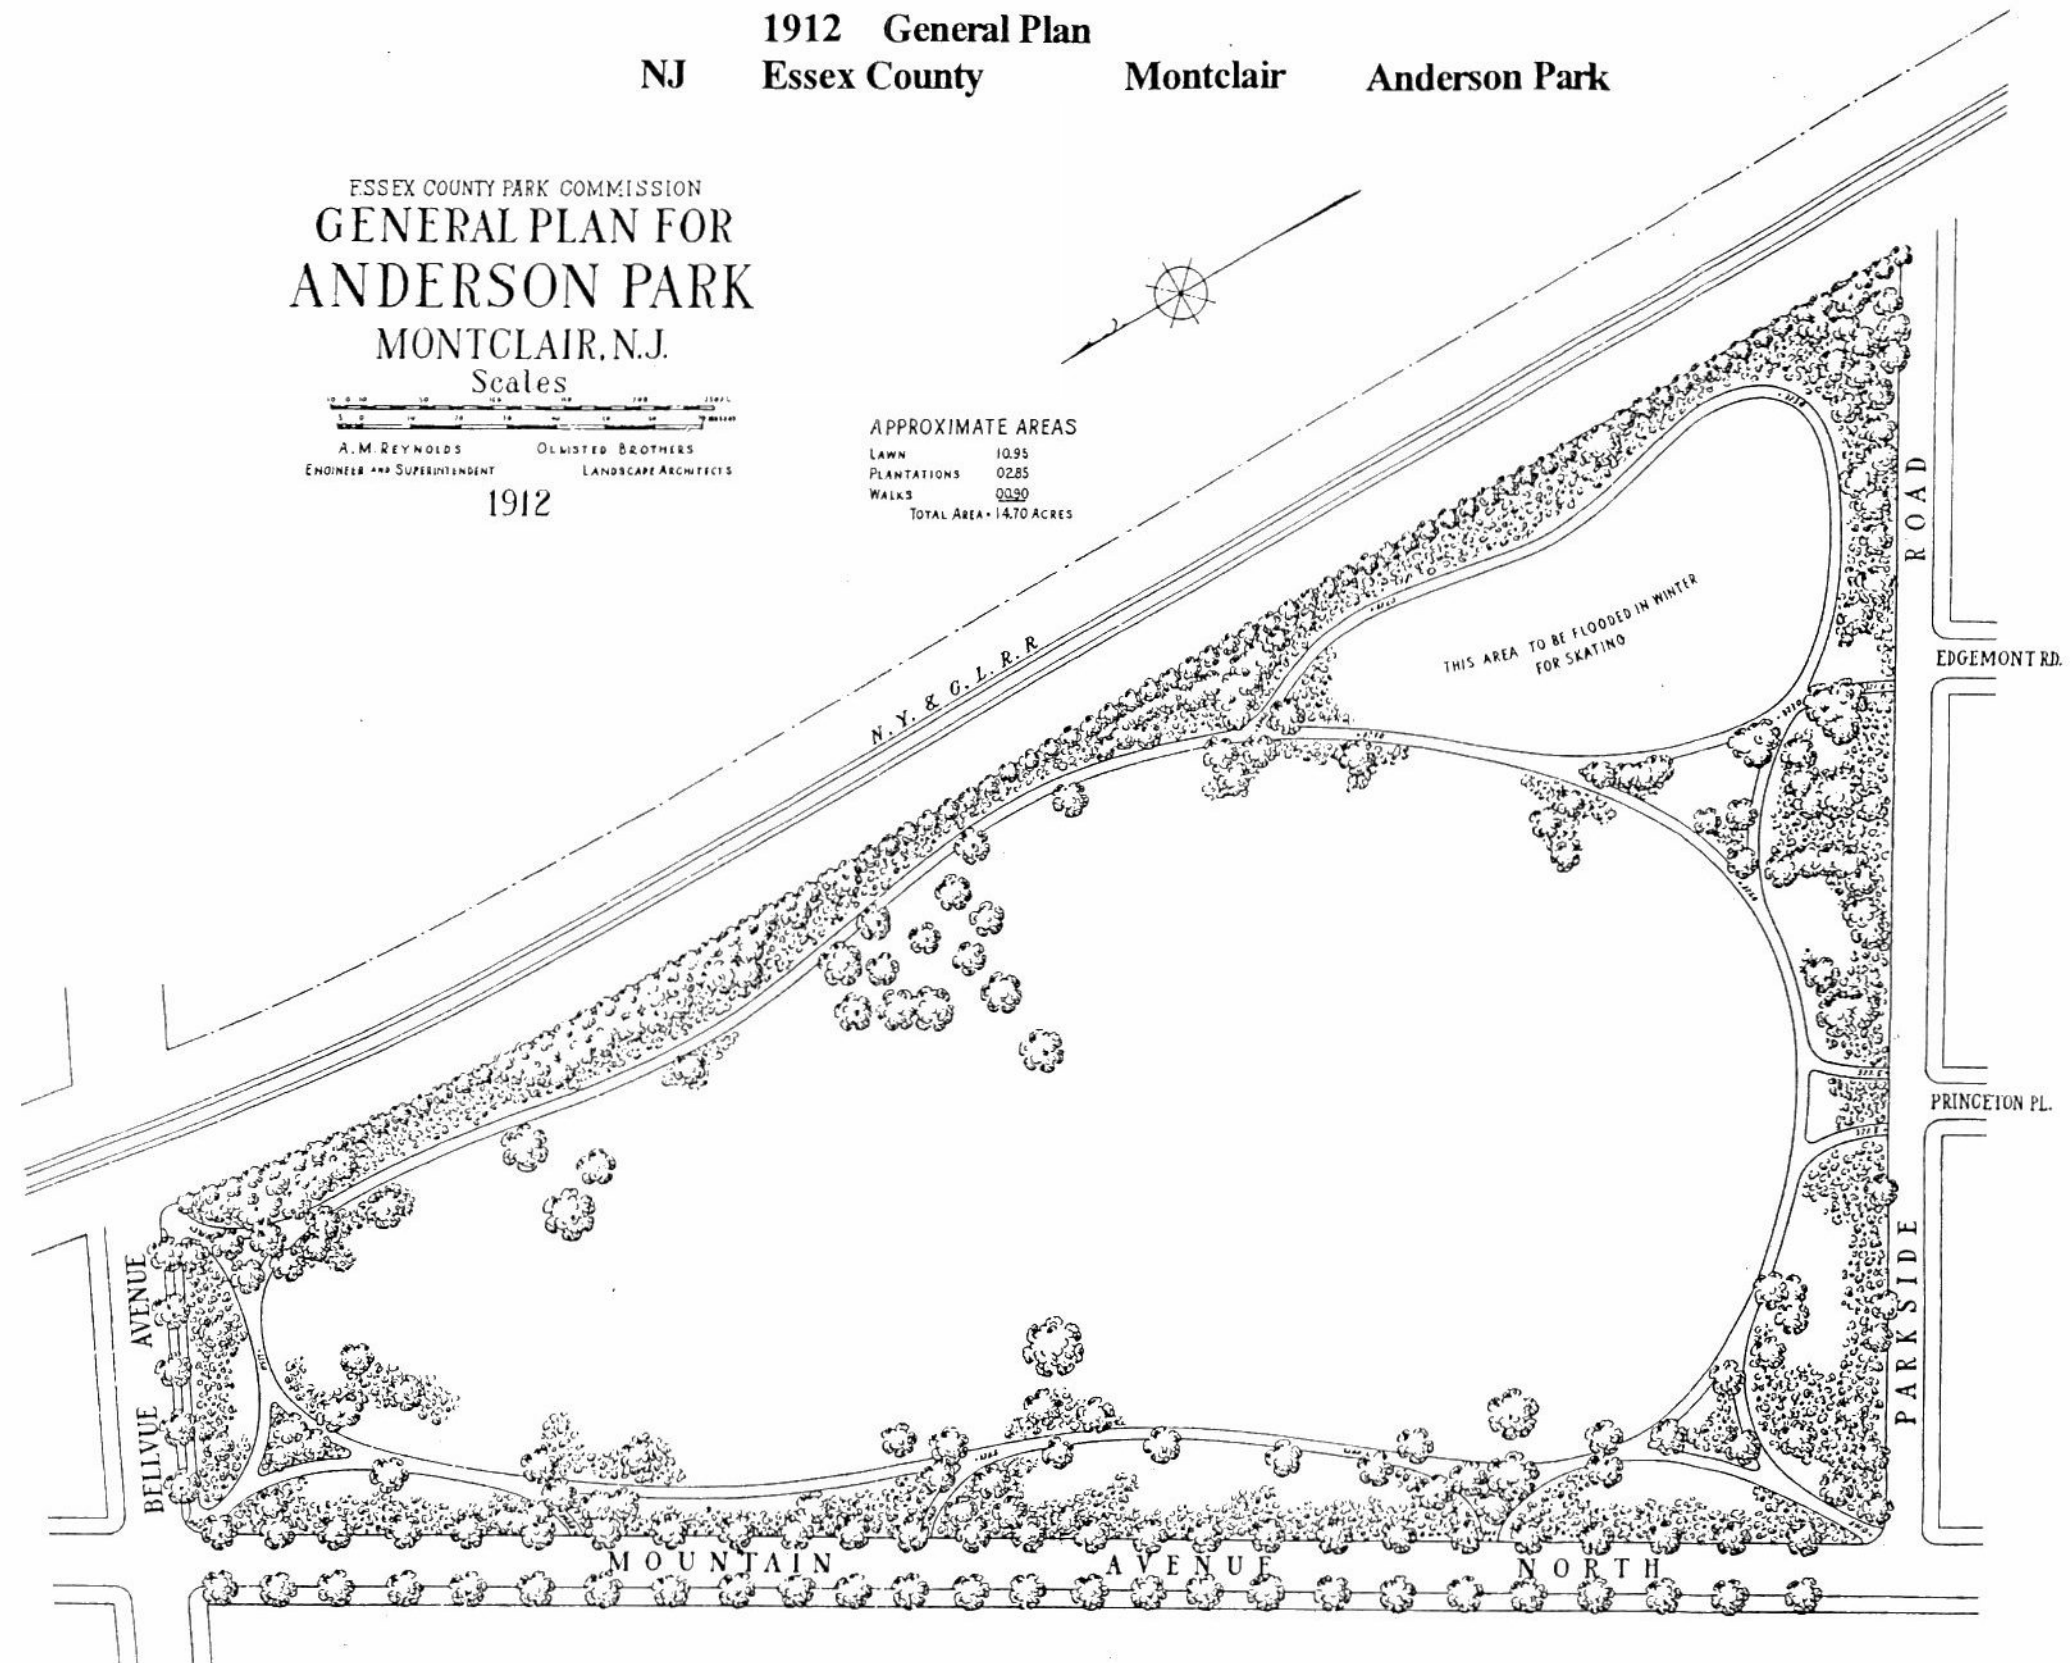 1912 General Plan
NJ Essex County Montclair Anderson Park
ESSEX COUNTY PARK COMMISSION
GENERAL PLAN FOR
ANDERSON PARK
MONTCLAIR, N.J.
Scales
A. M. REYNOLDS
ENGINEER AND SUPERINTENDENT
OLMSTED BROTHERS
LANDSCAPE ARCHITECTS
1912
APPROXIMATE AREAS
LAWN 10.95
PLANTATIONS 02.85
WALKS 00.90
TOTAL AREA = 14.70 ACRES
N. Y. & G. L. R. R
THIS AREA TO BE FLOODED IN WINTER
FOR SKATING
PARKSIDE ROAD
EDGEMONT RD.
PRINCETON PL.
BELLVUE AVENUE
MOUNTAIN AVENUE NORTH